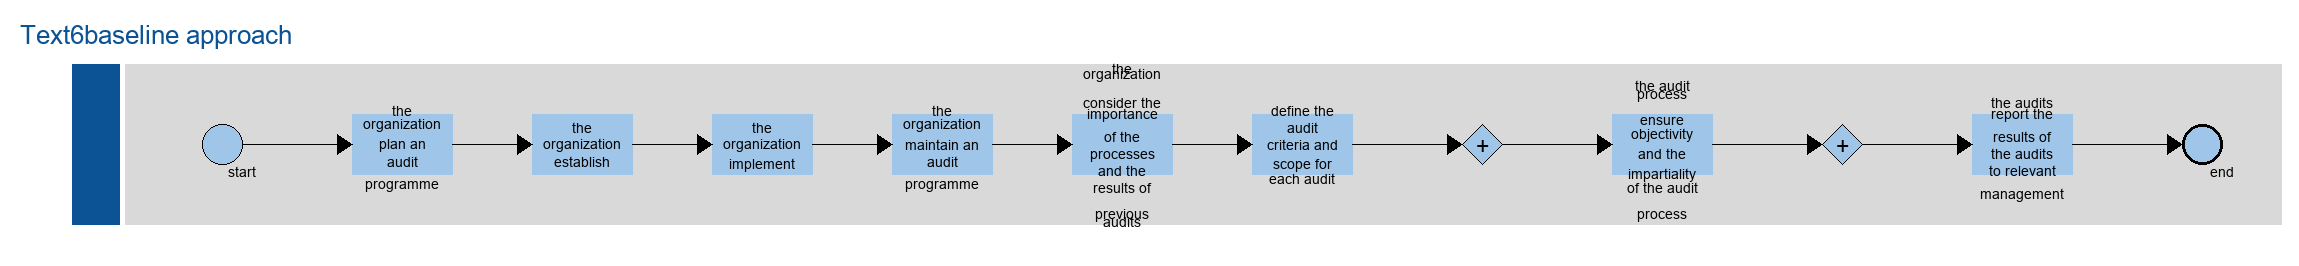 Text6baseline approach
start
the
organization
plan an
audit
programme
the
organization
establish
the
organization
implement
the
organization
maintain an
audit
programme
the
organization
consider the
importance
of the
processes
and the
results of
previous
audits
define the
audit
criteria and
scope for
each audit
+
the audit
process
ensure
objectivity
and the
impartiality
of the audit
process
+
the audits
report the
results of
the audits
to relevant
management
end